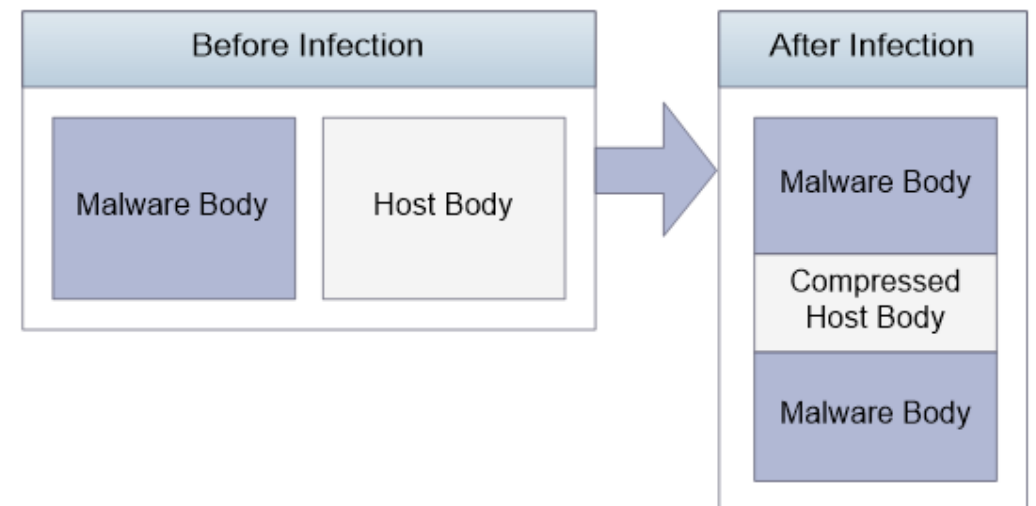 Before Infection
Malware Body
Host Body
After Infection
Malware Body
Compressed
Host Body
Malware Body